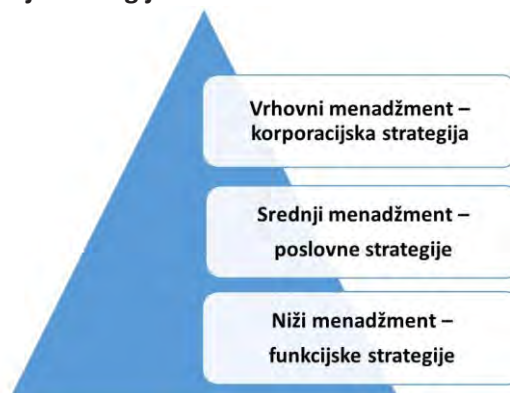 Vrhovni menadžment –
korporacijska strategija
Srednji menadžment –
poslovne strategije
Niži menadžment –
funkcijske strategije